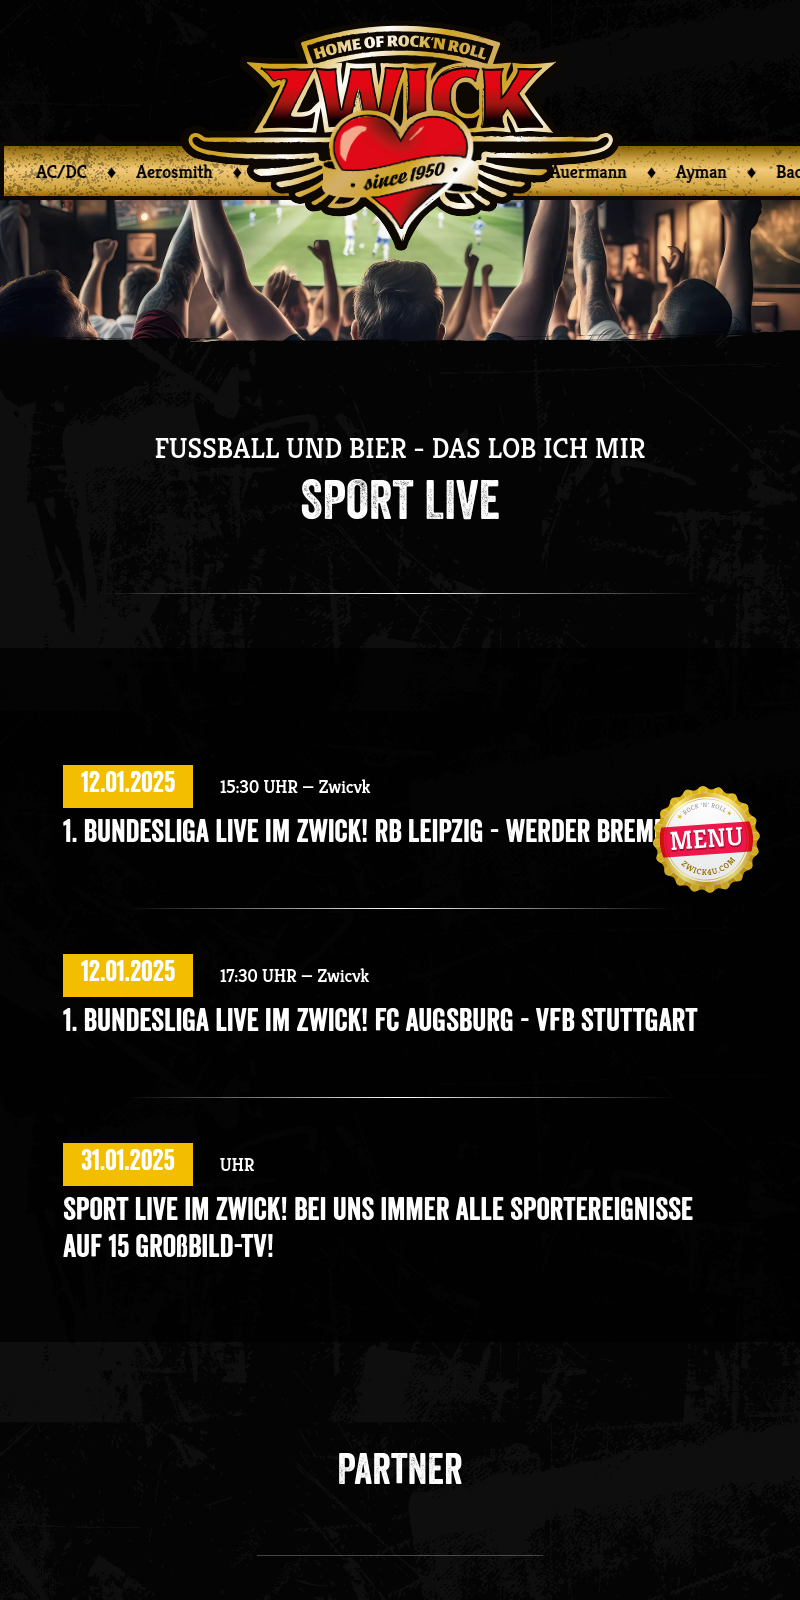 HOME OF ROCK'N ROLL
ZWICK
since 1950
AC/DC ♦ Aerosmith ♦ Auermann ♦ Ayman ♦
FUSSBALL UND BIER - DAS LOB ICH MIR
SPORT LIVE
12.01.2025 15:30 UHR – Zwicvk
1. BUNDESLIGA LIVE IM ZWICK! RB LEIPZIG - WERDER BREM
ROCK 'N' ROLL
MENU
ZWICK4U.COM
12.01.2025 17:30 UHR – Zwicvk
1. BUNDESLIGA LIVE IM ZWICK! FC AUGSBURG - VFB STUTTGART
31.01.2025 UHR
SPORT LIVE IM ZWICK! BEI UNS IMMER ALLE SPORTEREIGNISSE
AUF 15 GROßBILD-TV!
PARTNER